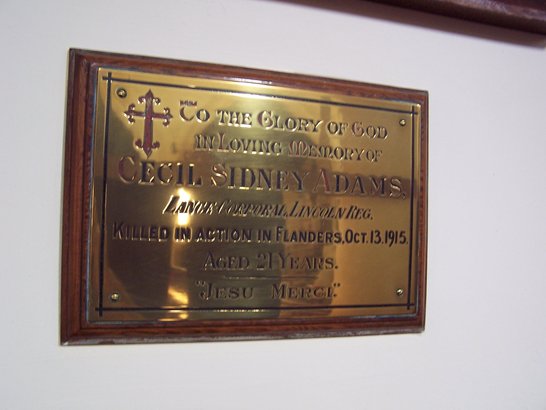 To the Glory of God
in Loving Memory of
Cecil Sidney Adams,
Lance Corporal, Lincoln Reg.
Killed in action in Flanders, Oct. 13. 1915.
Aged 21 Years.
"Jesu Merci."